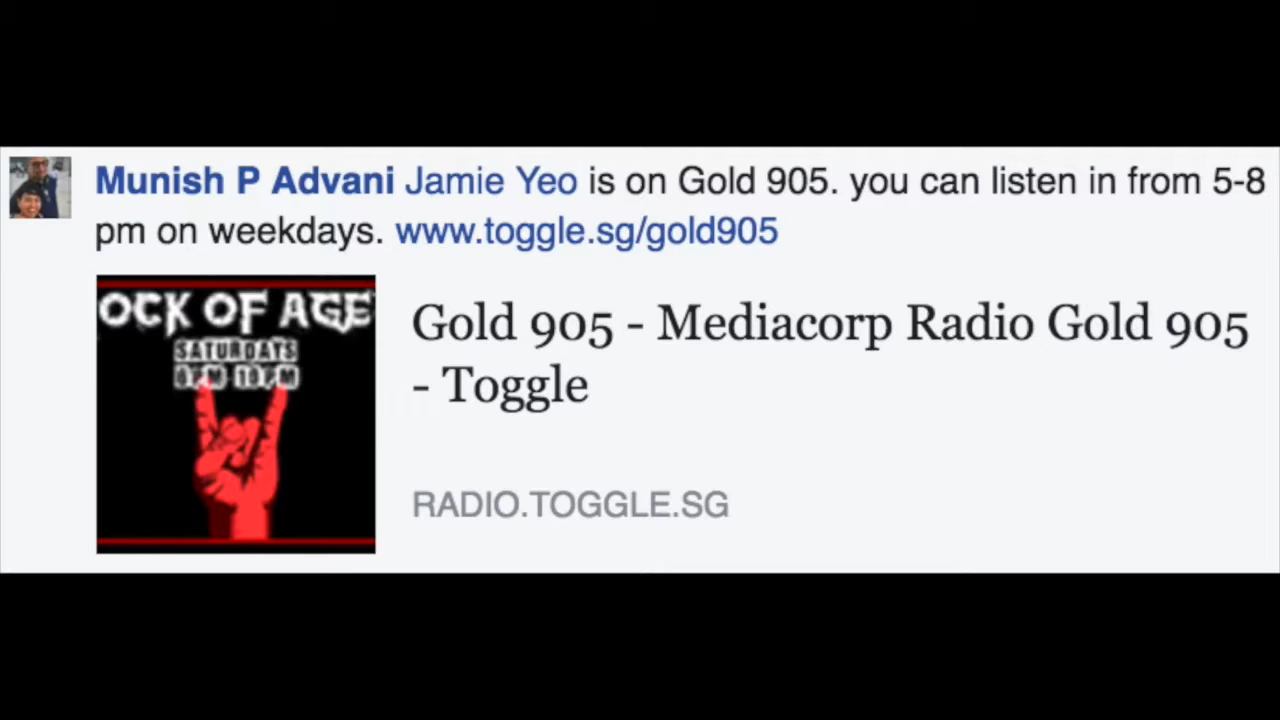 Munish P Advani Jamie Yeo is on Gold 905. you can listen in from 5-8
pm on weekdays. www.toggle.sg/gold905
OCK OF AGE
SATURDAYS
Gold 905 - Mediacorp Radio Gold 905
- Toggle
RADIO.TOGGLE.SG